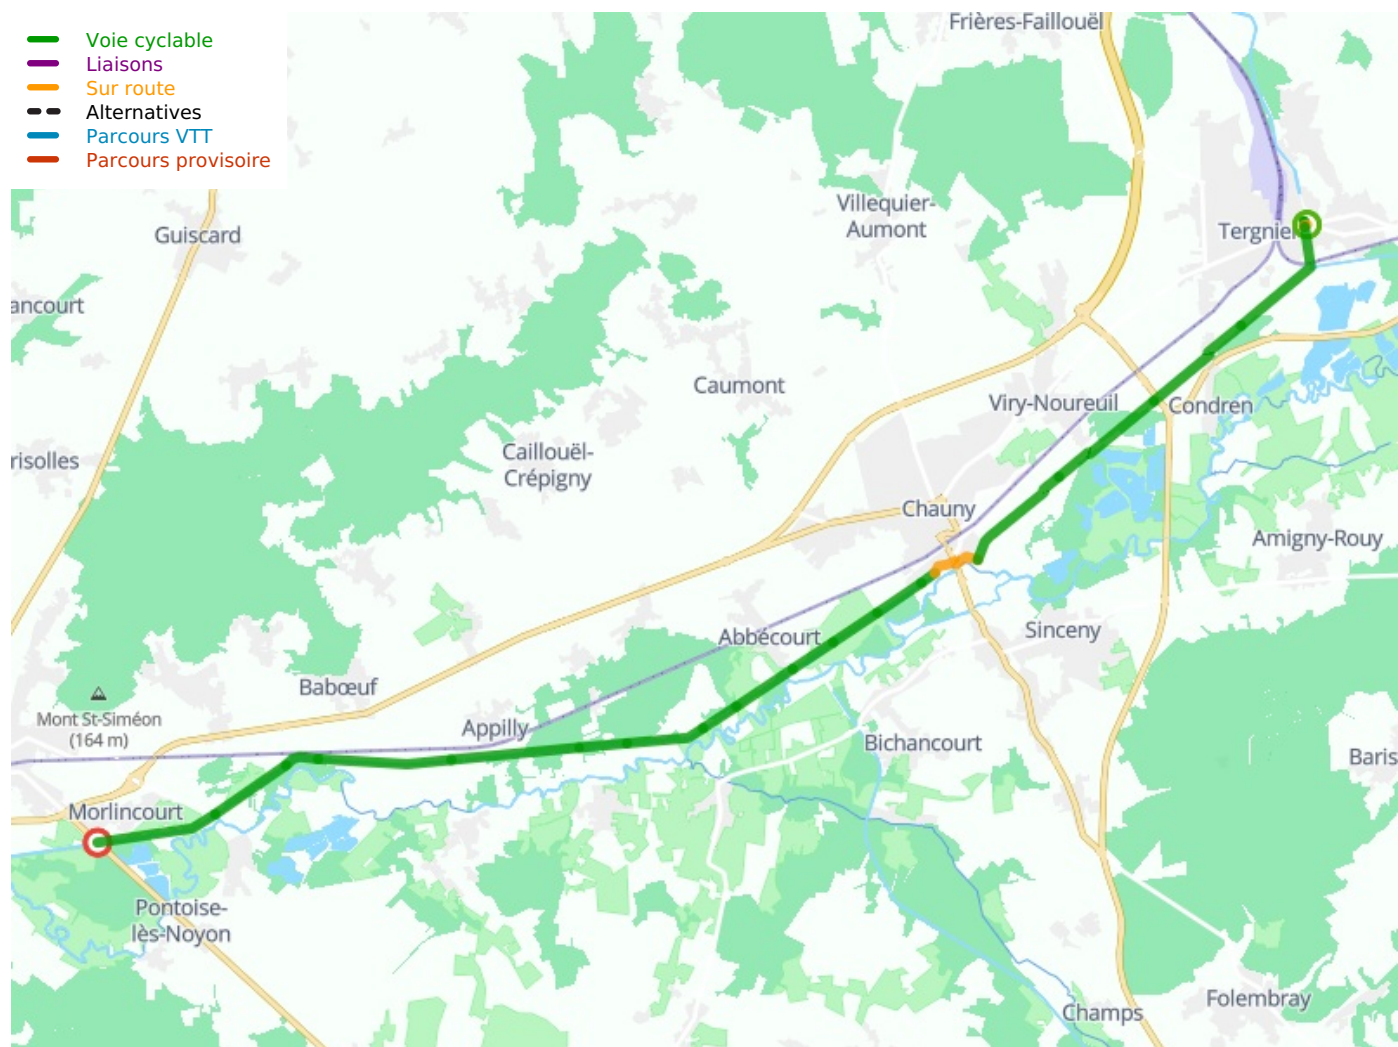 Voie cyclable
Liaisons
Sur route
Alternatives
Parcours VTT
Parcours provisoire
Frières-Faillouël
Villequier-
Aumont
Guiscard
Tergnier
ancourt
Caumont
Viry-Noureuil
Condren
Caillouël-
Crépigny
risolles
Chauny
Amigny-Rouy
Sinceny
Abbécourt
Babœuf
Mont St-Siméon
(164 m)
Appilly
Bichancourt
Baris
Morlincourt
Pontoise-
lès-Noyon
Folembray
Champs